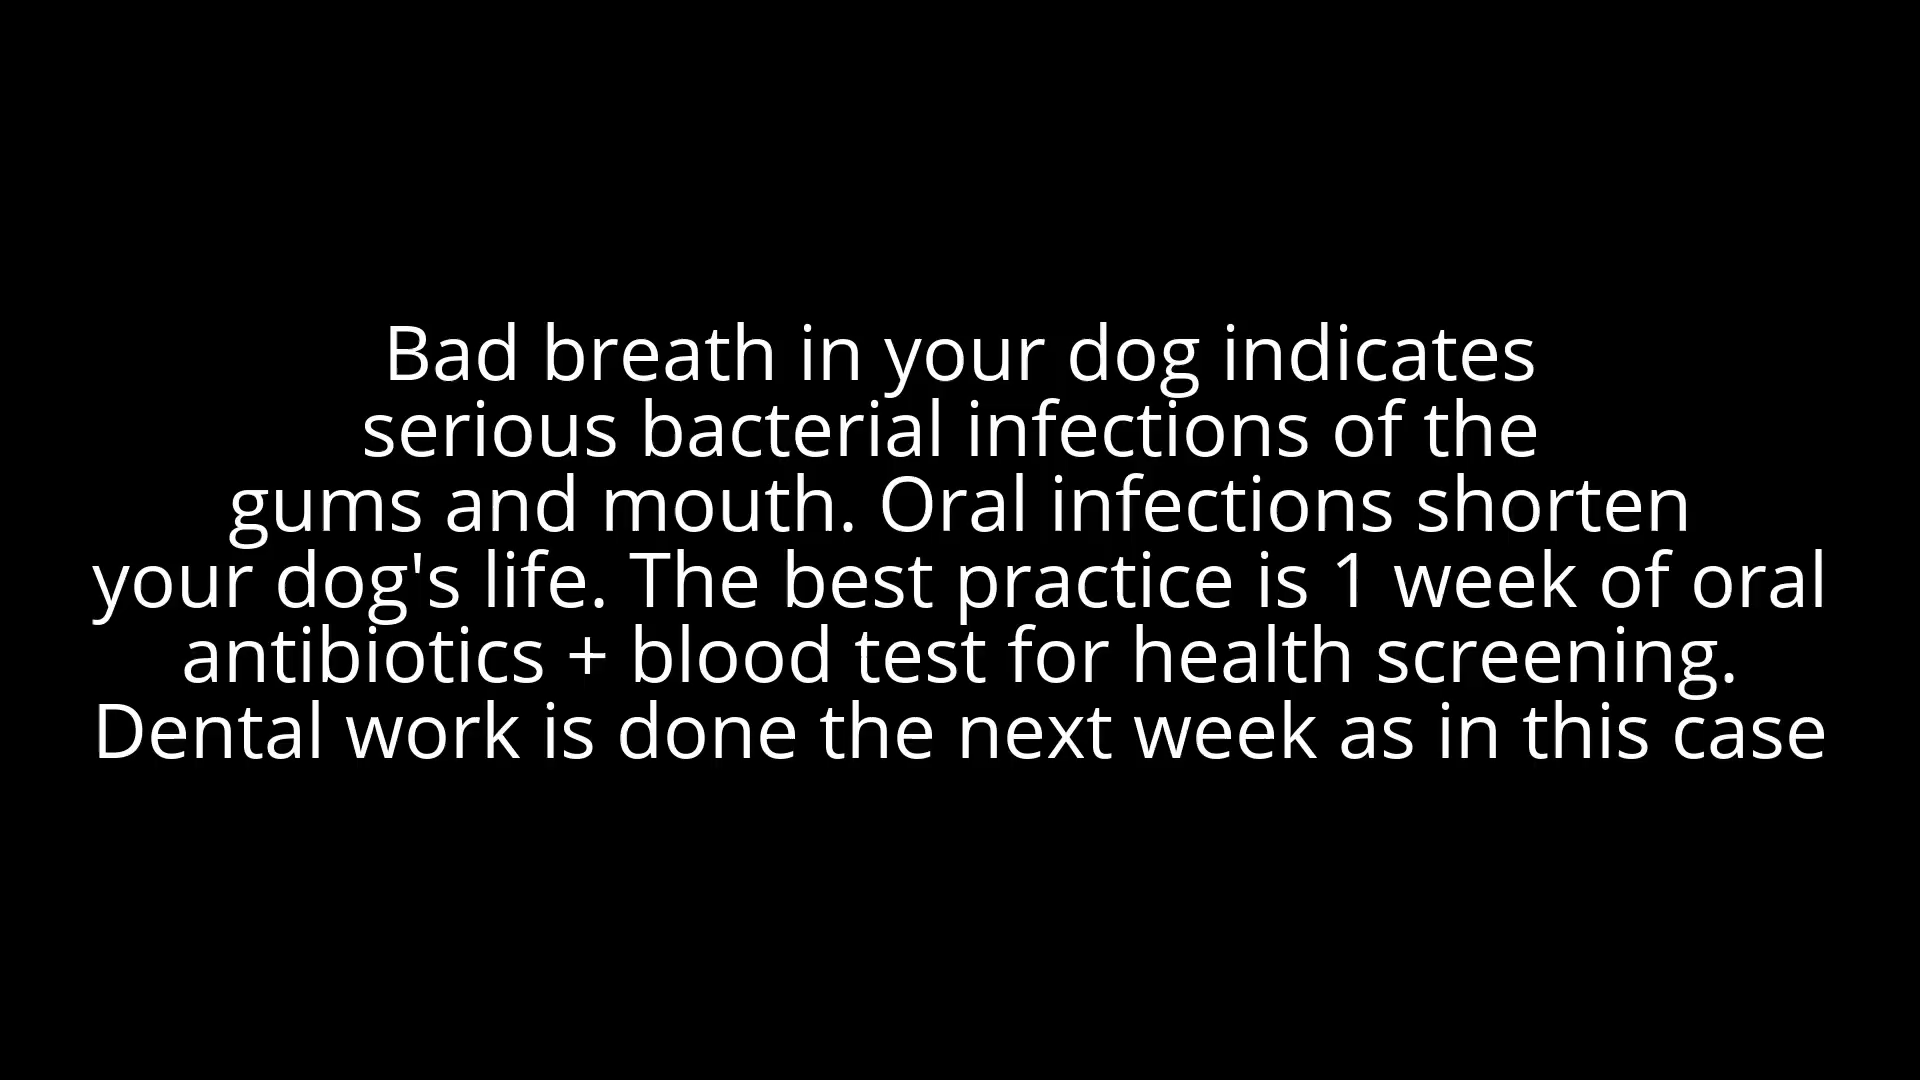 Bad breath in your dog indicates
serious bacterial infections of the
gums and mouth. Oral infections shorten
your dog's life. The best practice is 1 week of oral
antibiotics + blood test for health screening.
Dental work is done the next week as in this case